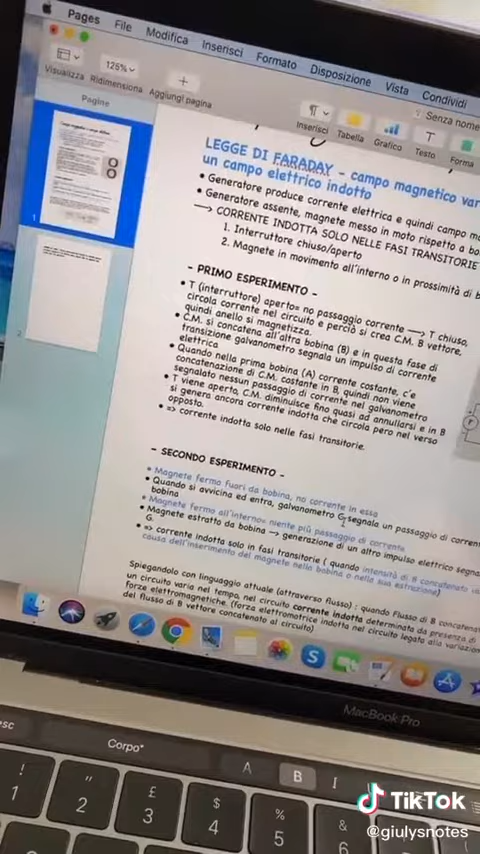 Pages File Modifica Inserisci Formato Disposizione Vista Condividi
Senza nome
125%
Visualizza Ridimensiona Aggiungi pagina Inserisci Tabella Grafico Testo Forma
Pagine
1
2
LEGGE DI FARADAY - campo magnetico var
un campo elettrico indotto
• Generatore produce corrente elettrica e quindi campo ma
• Generatore assente, magnete messo in moto rispetto a bo
→ CORRENTE INDOTTA SOLO NELLE FASI TRANSITORIE
1. Interruttore chiuso/aperto
2. Magnete in movimento all'interno o in prossimità di b
- PRIMO ESPERIMENTO -
• T (interruttore) aperto= no passaggio corrente → T chiuso,
circola corrente nel circuito e perciò si crea C.M. B vettore,
quindi anello si magnetizza.
• C.M. si concatena all'altra bobina (B) e in questa fase di
transizione galvanometro segnala un impulso di corrente
elettrica
• Quando nella prima bobina (A) corrente costante, c'e
concatenazione di C.M. costante in B, quindi non viene
segnalato nessun passaggio di corrente nel galvanometro
• T viene aperto, C.M. diminuisce fino quasi ad annullarsi e in B
si genera ancora corrente indotta che circola pero nel verso
opposto.
• => corrente indotta solo nelle fasi transitorie.
- SECONDO ESPERIMENTO -
• Magnete fermo fuori da bobina, no corrente in essa
• Quando si avvicina ed entra, galvanometro G segnala un passaggio di corren
bobina
• Magnete fermo all'interno= niente più passaggio di corrente
• Magnete estratto da bobina → generazione di un altro impulso elettrico segna
G.
• => corrente indotta solo in fasi transitorie ( quando intensità di B concatenato va
causa dell'inserimento del magnete nella bobina o nella sua estrazione)
Spiegandolo con linguaggio attuale (attraverso flusso) : quando Flusso di B concatena
un circuito varia nel tempo, nel circuito corrente indotta determinata da presenza di
forze elettromagnetiche. (forza elettromotrice indotta nel circuito legato alla variazion
del flusso di B vettore concatenato al circuito)
MacBook Pro
esc
Corpo*
A B I
! " £ $ % &
1 2 3 4 5 6
TikTok
@giulysnotes